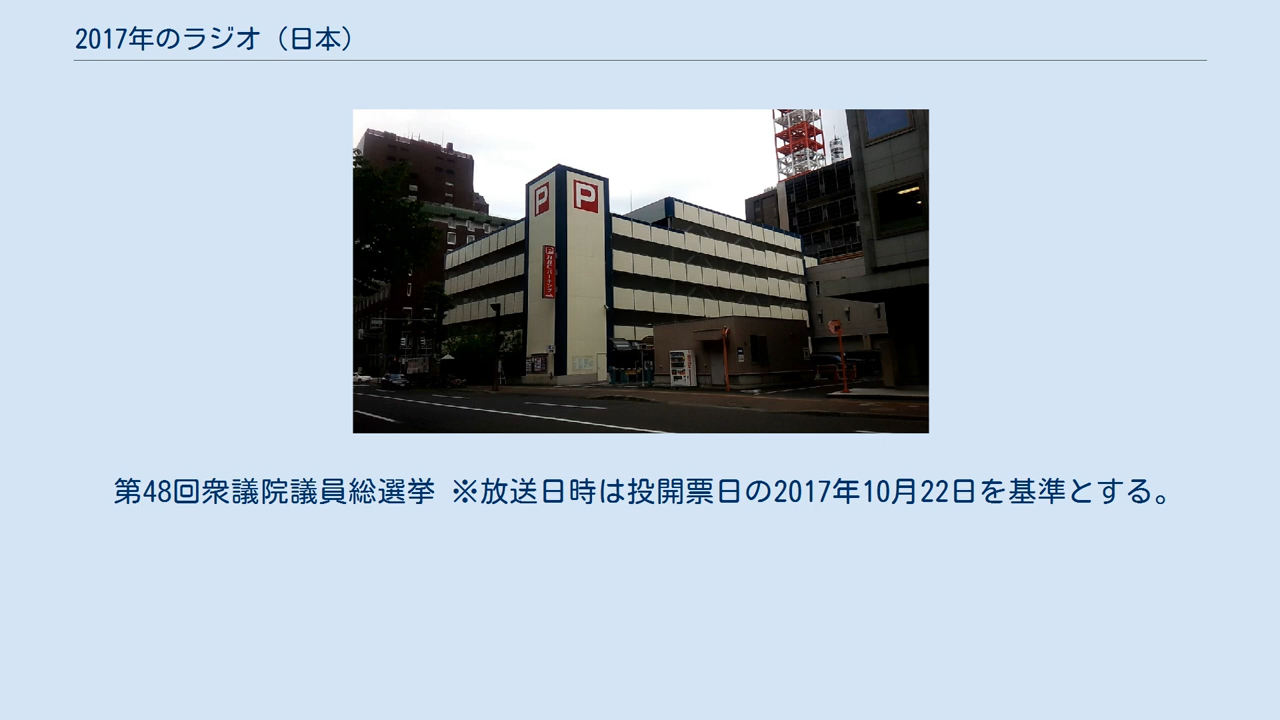 2017年のラジオ（日本）
P
P
第48回衆議院議員総選挙 ※放送日時は投開票日の2017年10月22日を基準とする。